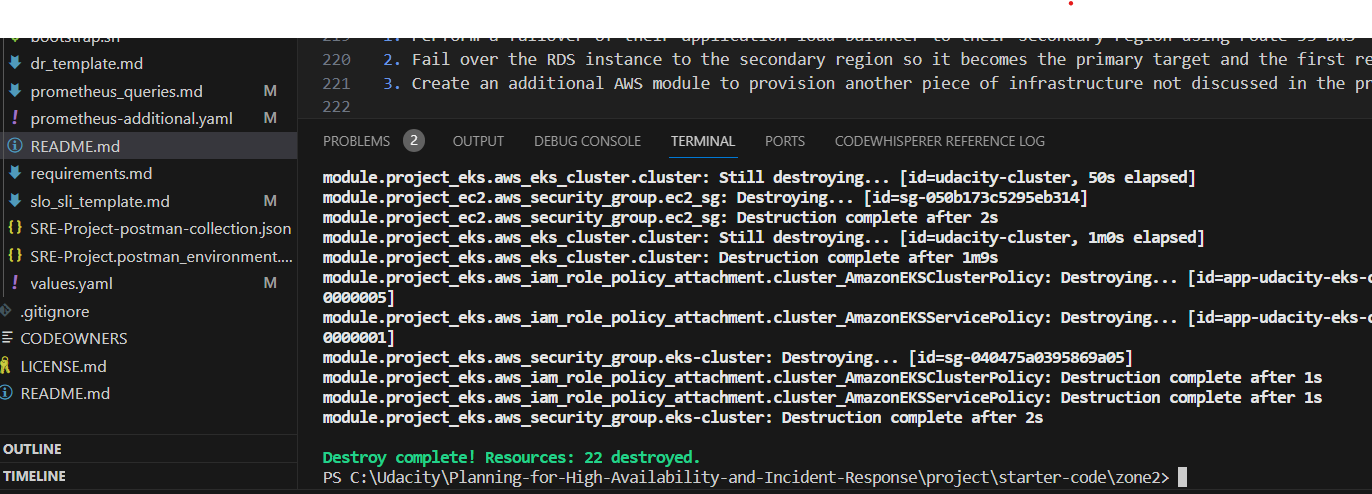 bootstrap.sh
dr_template.md
prometheus_queries.md M
prometheus-additional.yaml M
README.md
requirements.md
slo_sli_template.md M
SRE-Project-postman-collection.json
SRE-Project.postman_environment....
values.yaml M
.gitignore
CODEOWNERS
LICENSE.md
README.md
OUTLINE
TIMELINE
219 1. Perform a failover of their application load balancer to their secondary region using route 53 DNS
220 2. Fail over the RDS instance to the secondary region so it becomes the primary target and the first
221 3. Create an additional AWS module to provision another piece of infrastructure not discussed in the
222
PROBLEMS 2 OUTPUT DEBUG CONSOLE TERMINAL PORTS CODEWHISPERER REFERENCE LOG
module.project_eks.aws_eks_cluster.cluster: Still destroying... [id=udacity-cluster, 50s elapsed]
module.project_ec2.aws_security_group.ec2_sg: Destroying... [id=sg-050b173c5295eb314]
module.project_ec2.aws_security_group.ec2_sg: Destruction complete after 2s
module.project_eks.aws_eks_cluster.cluster: Still destroying... [id=udacity-cluster, 1m0s elapsed]
module.project_eks.aws_eks_cluster.cluster: Destruction complete after 1m9s
module.project_eks.aws_iam_role_policy_attachment.cluster_AmazonEKSClusterPolicy: Destroying... [id=app-udacity-eks-c
0000005]
module.project_eks.aws_iam_role_policy_attachment.cluster_AmazonEKSServicePolicy: Destroying... [id=app-udacity-eks-c
0000001]
module.project_eks.aws_security_group.eks-cluster: Destroying... [id=sg-040475a0395869a05]
module.project_eks.aws_iam_role_policy_attachment.cluster_AmazonEKSClusterPolicy: Destruction complete after 1s
module.project_eks.aws_iam_role_policy_attachment.cluster_AmazonEKSServicePolicy: Destruction complete after 1s
module.project_eks.aws_security_group.eks-cluster: Destruction complete after 2s
Destroy complete! Resources: 22 destroyed.
PS C:\Udacity\Planning-for-High-Availability-and-Incident-Response\project\starter-code\zone2>